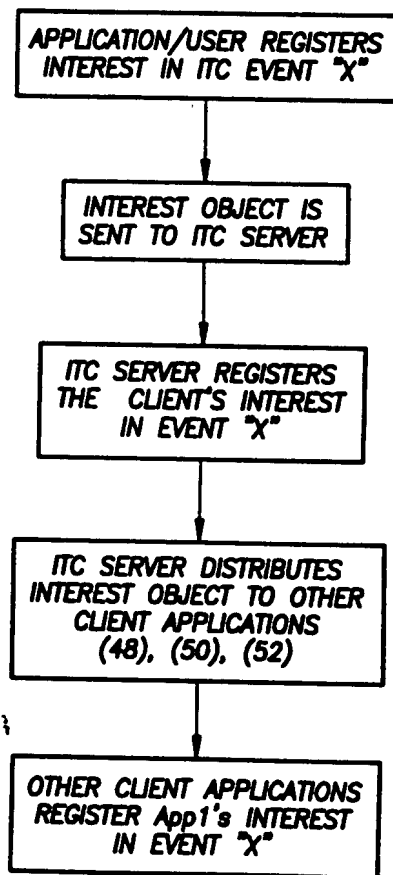 APPLICATION/USER REGISTERS
INTEREST IN ITC EVENT "X"
INTEREST OBJECT IS
SENT TO ITC SERVER
ITC SERVER REGISTERS
THE CLIENT'S INTEREST
IN EVENT "X"
ITC SERVER DISTRIBUTES
INTEREST OBJECT TO OTHER
CLIENT APPLICATIONS
(48), (50), (52)
OTHER CLIENT APPLICATIONS
REGISTER App1's INTEREST
IN EVENT "X"